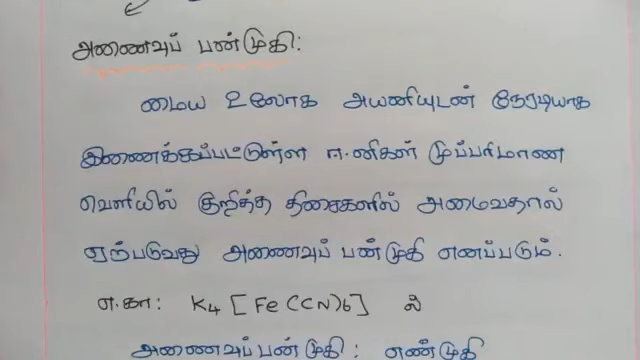 அணைவுப் பண்முகி:
மைய உலோக அயனியுடன் நேரடியாக
இணைக்கப்பட்டுள்ள ஈ.னிகள் முப்பரிமாண
வெளியில் குறித்த திசைகளில் அமைவதால்
ஏற்படுவது அணைவுப் பண்முகி எனப்படும்.
எ.கா: K₄ [Fe(CN)6] ல்
அணைவுப் பண்முகி : எண்முகி